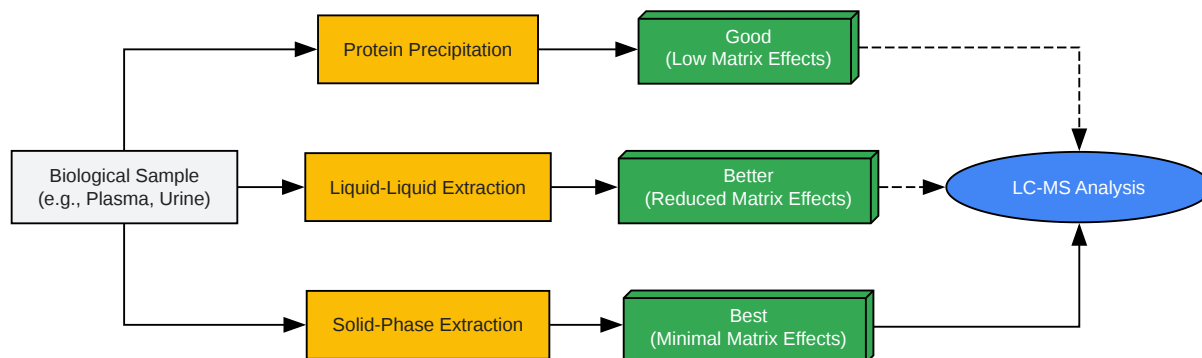 Protein Precipitation
Good
(Low Matrix Effects)
Biological Sample
(e.g., Plasma, Urine)
Liquid-Liquid Extraction
Better
(Reduced Matrix Effects)
LC-MS Analysis
Solid-Phase Extraction
Best
(Minimal Matrix Effects)